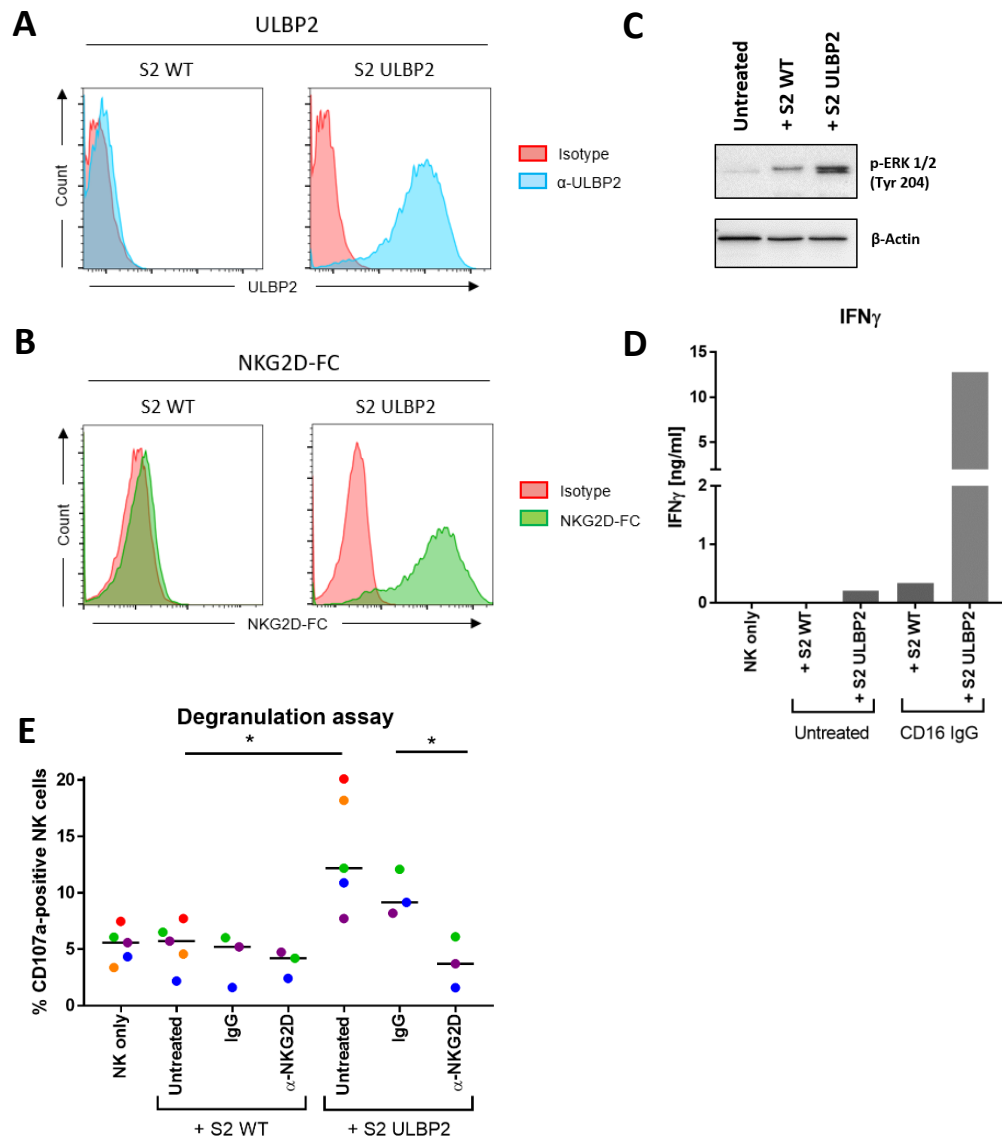 A
ULBP2
S2 WT
S2 ULBP2
Count
ULBP2
Isotype
α-ULBP2
B
NKG2D-FC
S2 WT
S2 ULBP2
Count
NKG2D-FC
Isotype
NKG2D-FC
C
Untreated
+ S2 WT
+ S2 ULBP2
p-ERK 1/2
(Tyr 204)
β-Actin
D
IFNγ
IFNγ [ng/ml]
15
10
5
2
1
0
NK only
+ S2 WT
+ S2 ULBP2
+ S2 WT
+ S2 ULBP2
Untreated
CD16 IgG
E
Degranulation assay
*
*
% CD107a-positive NK cells
20
15
10
5
0
NK only
Untreated
IgG
α-NKG2D
Untreated
IgG
α-NKG2D
+ S2 WT
+ S2 ULBP2